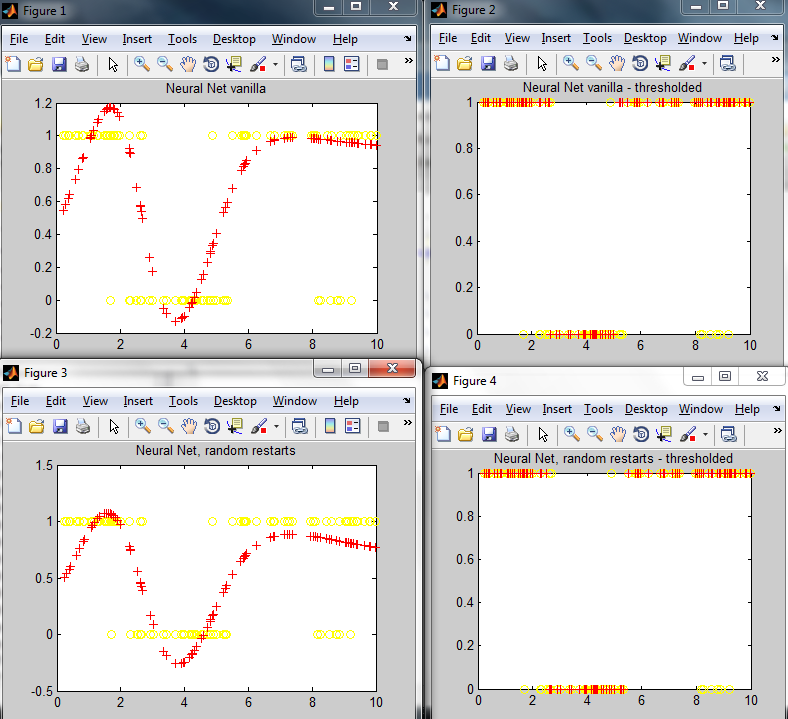 Figure 1
File Edit View Insert Tools Desktop Window Help
Neural Net vanilla
1.2
1
0.8
0.6
0.4
0.2
0
-0.2
0 2 4 6 8 10
Figure 2
File Edit View Insert Tools Desktop Window Help
Neural Net vanilla - thresholded
1
0.8
0.6
0.4
0.2
0
0 2 4 6 8 10
Figure 3
File Edit View Insert Tools Desktop Window Help
Neural Net, random restarts
1.5
1
0.5
0
-0.5
0 2 4 6 8 10
Figure 4
File Edit View Insert Tools Desktop Window Help
Neural Net, random restarts - thresholded
1
0.8
0.6
0.4
0.2
0
0 2 4 6 8 10